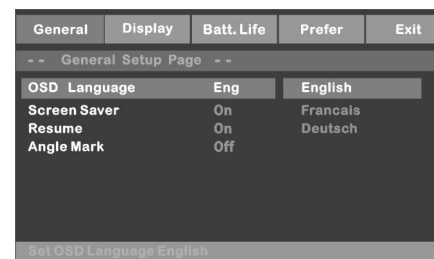 General Display Batt. Life Prefer Exit
-- General Setup Page --
OSD Language Eng English
Screen Saver On Francais
Resume On Deutsch
Angle Mark Off
Set OSD Language English